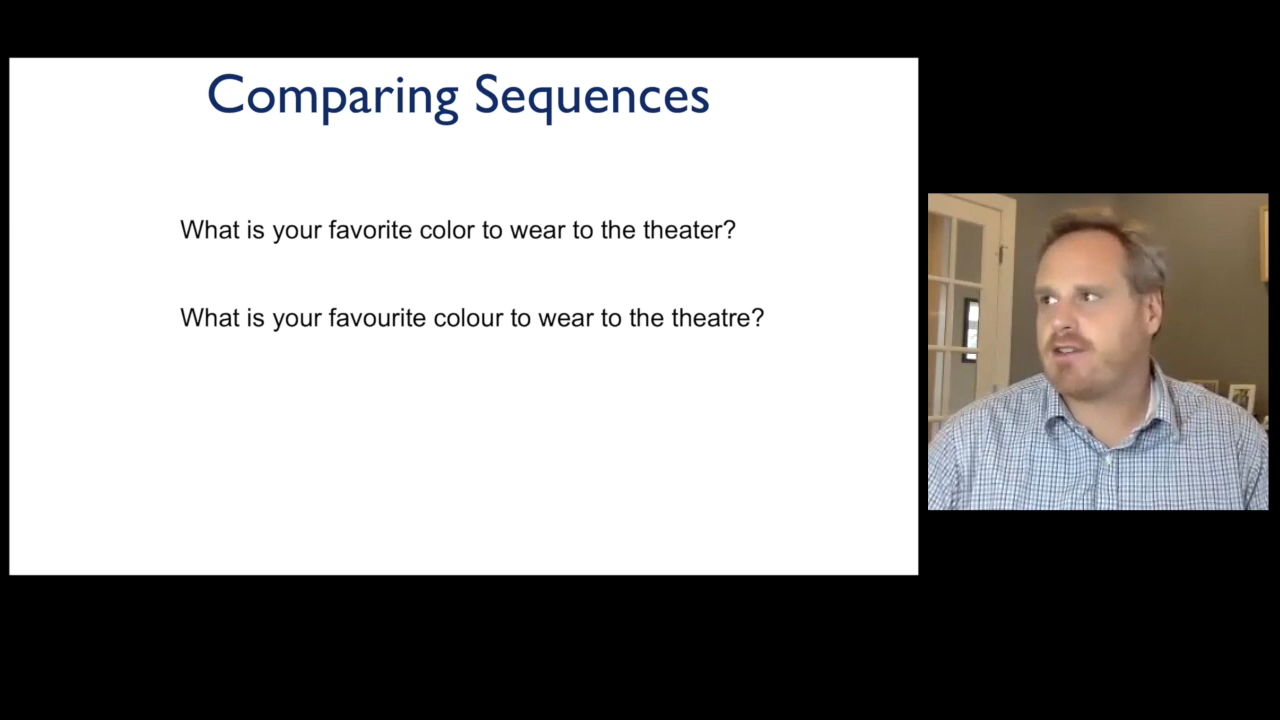 Comparing Sequences
What is your favorite color to wear to the theater?
What is your favourite colour to wear to the theatre?